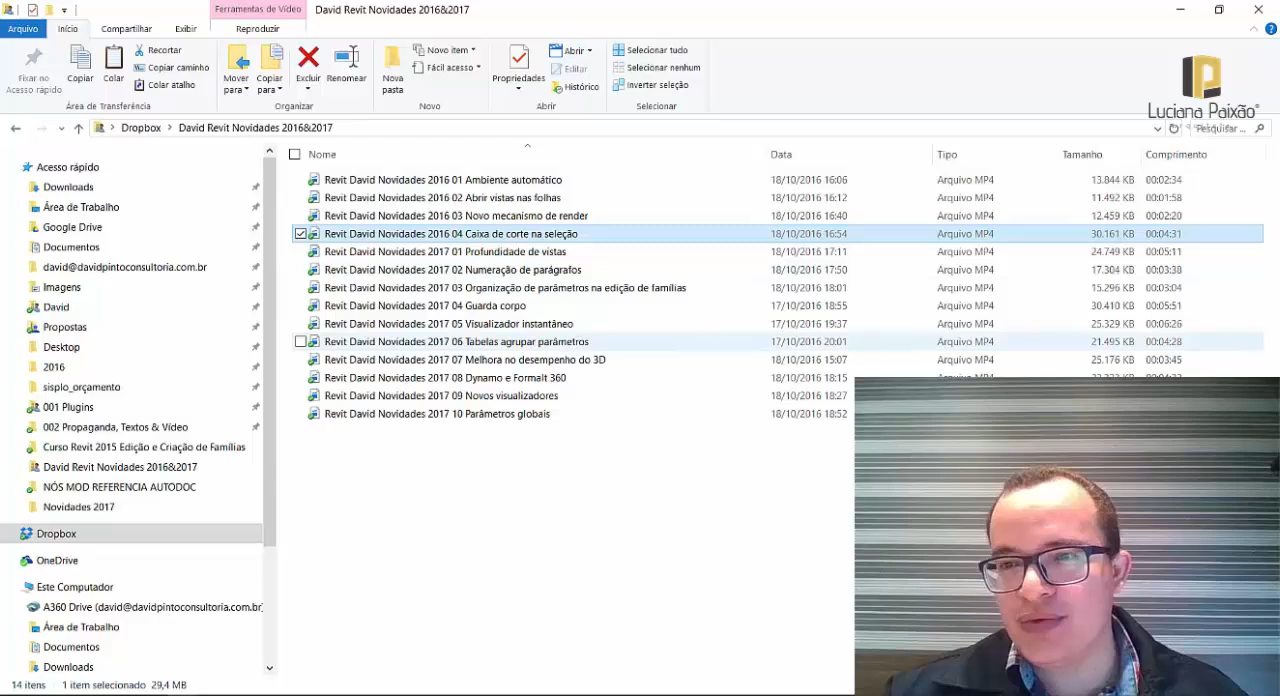 Ferramentas de Vídeo
David Revit Novidades 2016&2017
Arquivo
Início
Compartilhar
Exibir
Reproduzir
Fixar no
Acesso rápido
Copiar
Colar
Recortar
Copiar caminho
Colar atalho
Área de Transferência
Mover
para
Copiar
para
Excluir
Renomear
Organizar
Nova
pasta
Novo item
Fácil acesso
Novo
Propriedades
Abrir
Editar
Histórico
Abrir
Selecionar tudo
Selecionar nenhum
Inverter seleção
Selecionar
Luciana Paixão
Dropbox > David Revit Novidades 2016&2017
Pesquisar ...
Nome Data Tipo Tamanho Comprimento
Revit David Novidades 2016 01 Ambiente automático 18/10/2016 16:06 Arquivo MP4 13.844 KB 00:02:34
Revit David Novidades 2016 02 Abrir vistas nas folhas 18/10/2016 16:12 Arquivo MP4 11.492 KB 00:01:58
Revit David Novidades 2016 03 Novo mecanismo de render 18/10/2016 16:40 Arquivo MP4 12.459 KB 00:02:20
Revit David Novidades 2016 04 Caixa de corte na seleção 18/10/2016 16:54 Arquivo MP4 30.161 KB 00:04:31
Revit David Novidades 2017 01 Profundidade de vistas 18/10/2016 17:11 Arquivo MP4 24.749 KB 00:05:11
Revit David Novidades 2017 02 Numeração de parágrafos 18/10/2016 17:50 Arquivo MP4 17.304 KB 00:03:38
Revit David Novidades 2017 03 Organização de parâmetros na edição de famílias 18/10/2016 18:01 Arquivo MP4 15.296 KB 00:03:04
Revit David Novidades 2017 04 Guarda corpo 17/10/2016 18:55 Arquivo MP4 30.410 KB 00:05:51
Revit David Novidades 2017 05 Visualizador instantâneo 17/10/2016 19:37 Arquivo MP4 25.329 KB 00:06:26
Revit David Novidades 2017 06 Tabelas agrupar parâmetros 17/10/2016 20:01 Arquivo MP4 21.495 KB 00:04:28
Revit David Novidades 2017 07 Melhora no desempenho do 3D 18/10/2016 15:07 Arquivo MP4 25.176 KB 00:03:45
Revit David Novidades 2017 08 Dynamo e Formalt 360 18/10/2016 18:15 Arquivo MP4
Revit David Novidades 2017 09 Novos visualizadores 18/10/2016 18:27
Revit David Novidades 2017 10 Parâmetros globais 18/10/2016 18:52
Acesso rápido
Downloads
Área de Trabalho
Google Drive
Documentos
david@davidpintoconsultoria.com.br
Imagens
David
Propostas
Desktop
2016
sisplo_orçamento
001 Plugins
002 Propaganda, Textos & Vídeo
Curso Revit 2015 Edição e Criação de Famílias
David Revit Novidades 2016&2017
NÓS MOD REFERENCIA AUTODOC
Novidades 2017
Dropbox
OneDrive
Este Computador
A360 Drive (david@davidpintoconsultoria.com.br)
Área de Trabalho
Documentos
Downloads
14 itens 1 item selecionado 29,4 MB